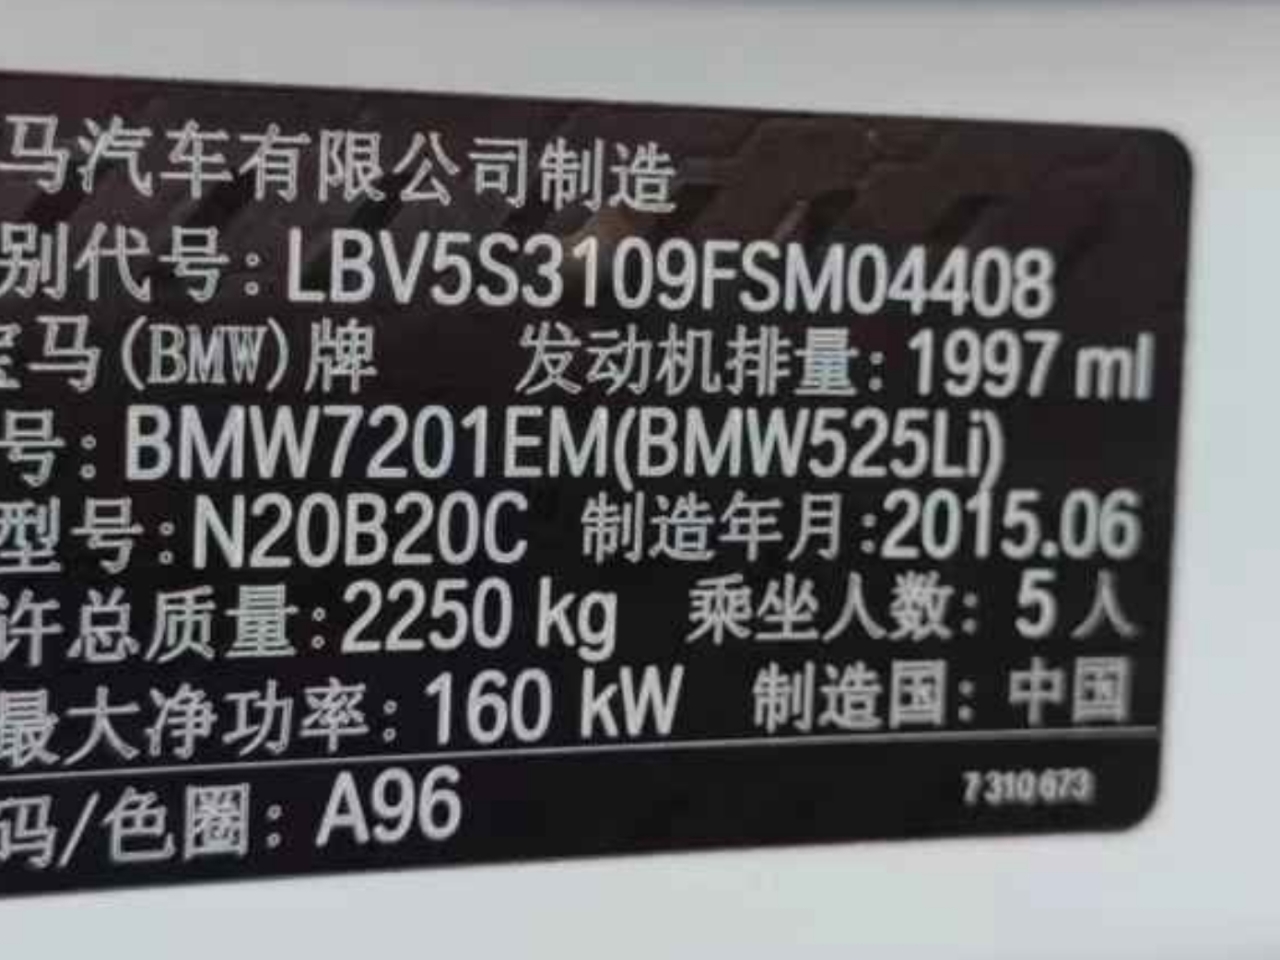 马汽车有限公司制造
别代号:LBV5S3109FSM04408
宝马(BMW)牌 发动机排量:1997 ml
号:BMW7201EM(BMW525Li)
型号:N20B20C 制造年月:2015.06
许总质量:2250 kg 乘坐人数:5人
最大净功率:160 kW 制造国:中国
码/色圈:A96
7310673